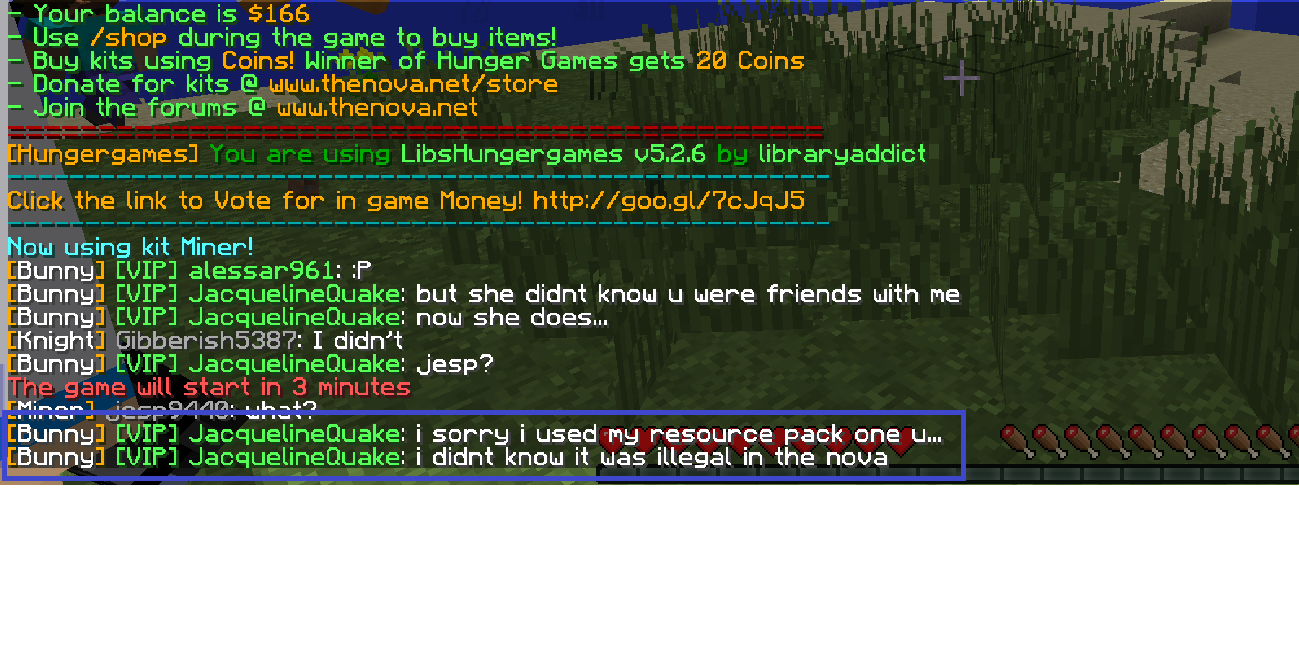 - Your balance is $166
- Use /shop during the game to buy items!
- Buy kits using Coins! Winner of Hunger Games gets 20 Coins
- Donate for kits @ www.thenova.net/store
- Join the forums @ www.thenova.net
[Hungergames] You are using LibsHungergames v5.2.6 by libraryaddict
Click the link to Vote for in game Money! http://goo.gl/7cJqJ5
Now using kit Miner!
[Bunny] [VIP] alessar961: :P
[Bunny] [VIP] JacquelineQuake: but she didnt know u were friends with me
[Bunny] [VIP] JacquelineQuake: now she does...
[Knight] Gibberish5387: I didn't
[Bunny] [VIP] JacquelineQuake: jesp?
The game will start in 3 minutes
[Miner] jesp9440: what?
[Bunny] [VIP] JacquelineQuake: i sorry i used my resource pack one u...
[Bunny] [VIP] JacquelineQuake: i didnt know it was illegal in the nova